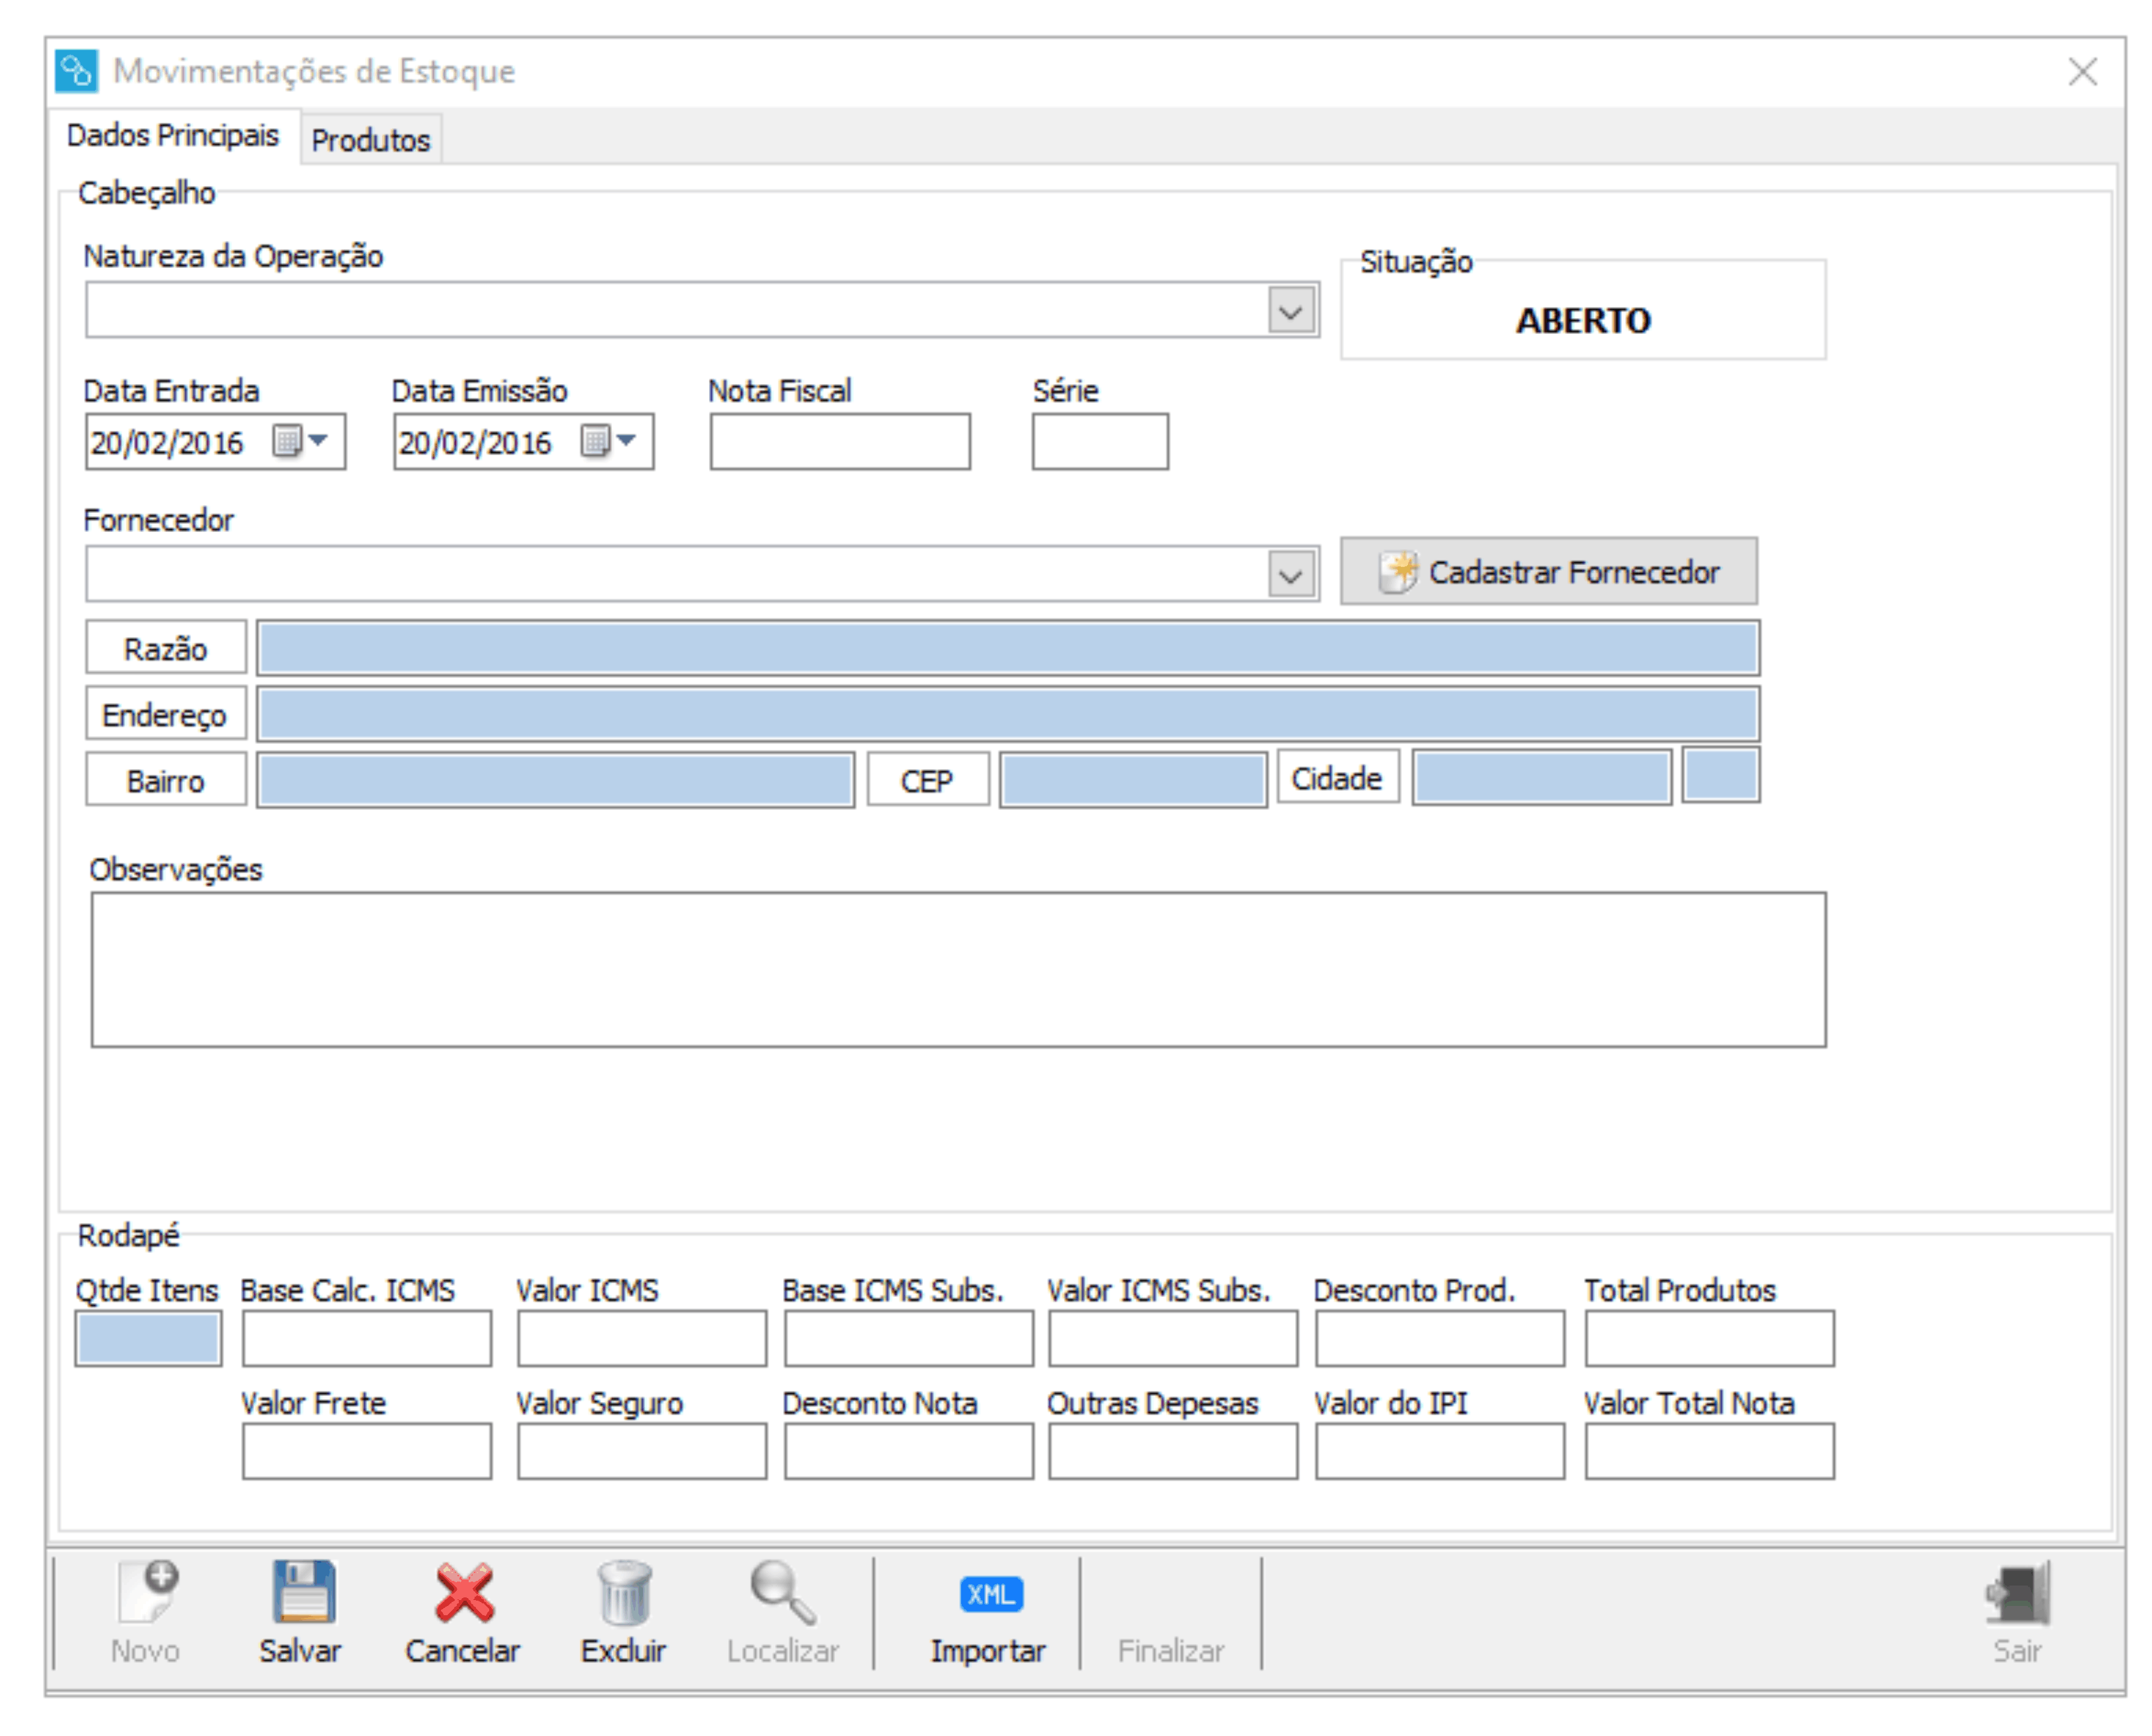 Movimentações de Estoque
Dados Principais Produtos
Cabeçalho
Natureza da Operação
Situação
ABERTO
Data Entrada Data Emissão Nota Fiscal Série
20/02/2016 20/02/2016
Fornecedor
Cadastrar Fornecedor
Razão
Endereço
Bairro CEP Cidade
Observações
Rodapé
Qtde Itens Base Calc. ICMS Valor ICMS Base ICMS Subs. Valor ICMS Subs. Desconto Prod. Total Produtos
Valor Frete Valor Seguro Desconto Nota Outras Depesas Valor do IPI Valor Total Nota
XML
Novo Salvar Cancelar Excluir Localizar Importar Finalizar Sair